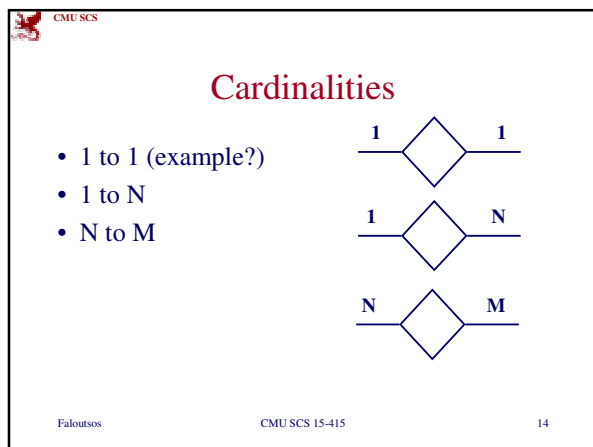 CMU SCS
Cardinalities
• 1 to 1 (example?)
• 1 to N
• N to M
1 1
1 N
N M
Faloutsos CMU SCS 15-415 14